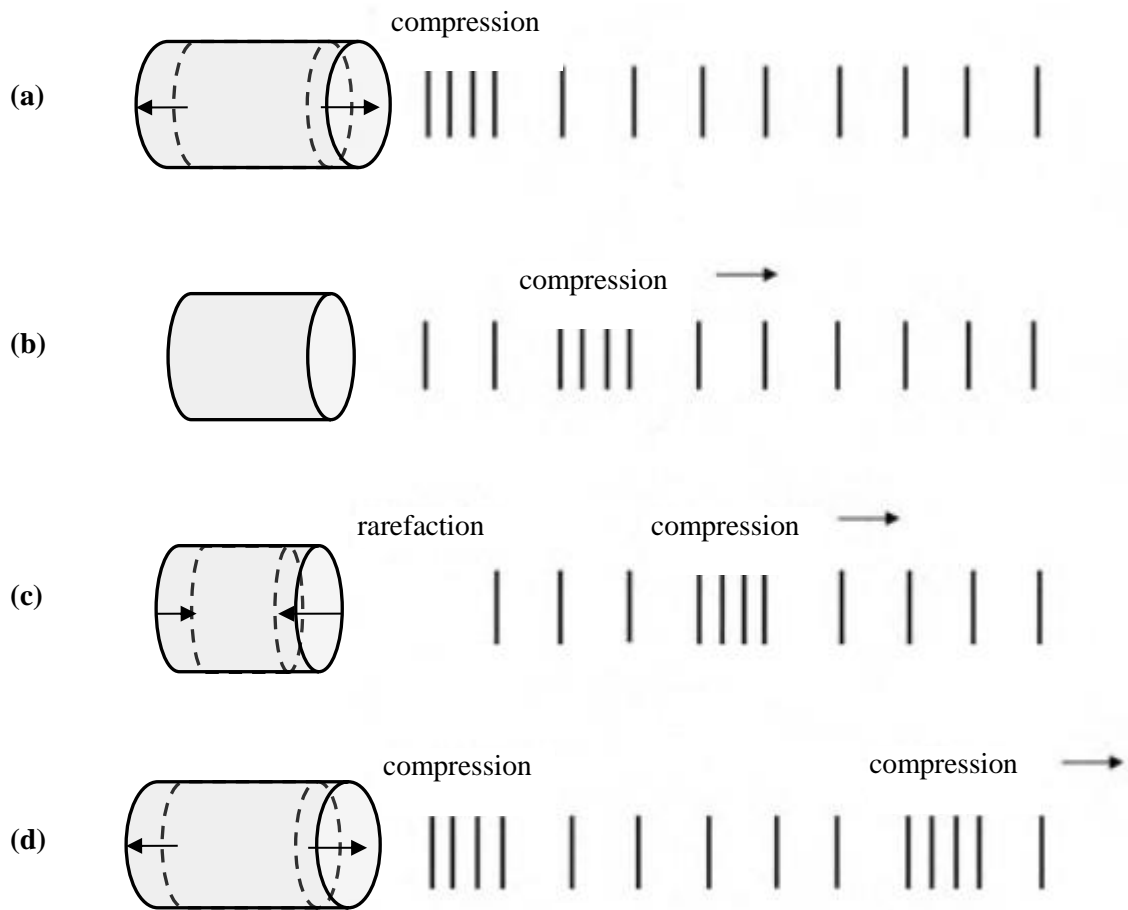 compression
(a)
compression
(b)
rarefaction compression
(c)
compression compression
(d)